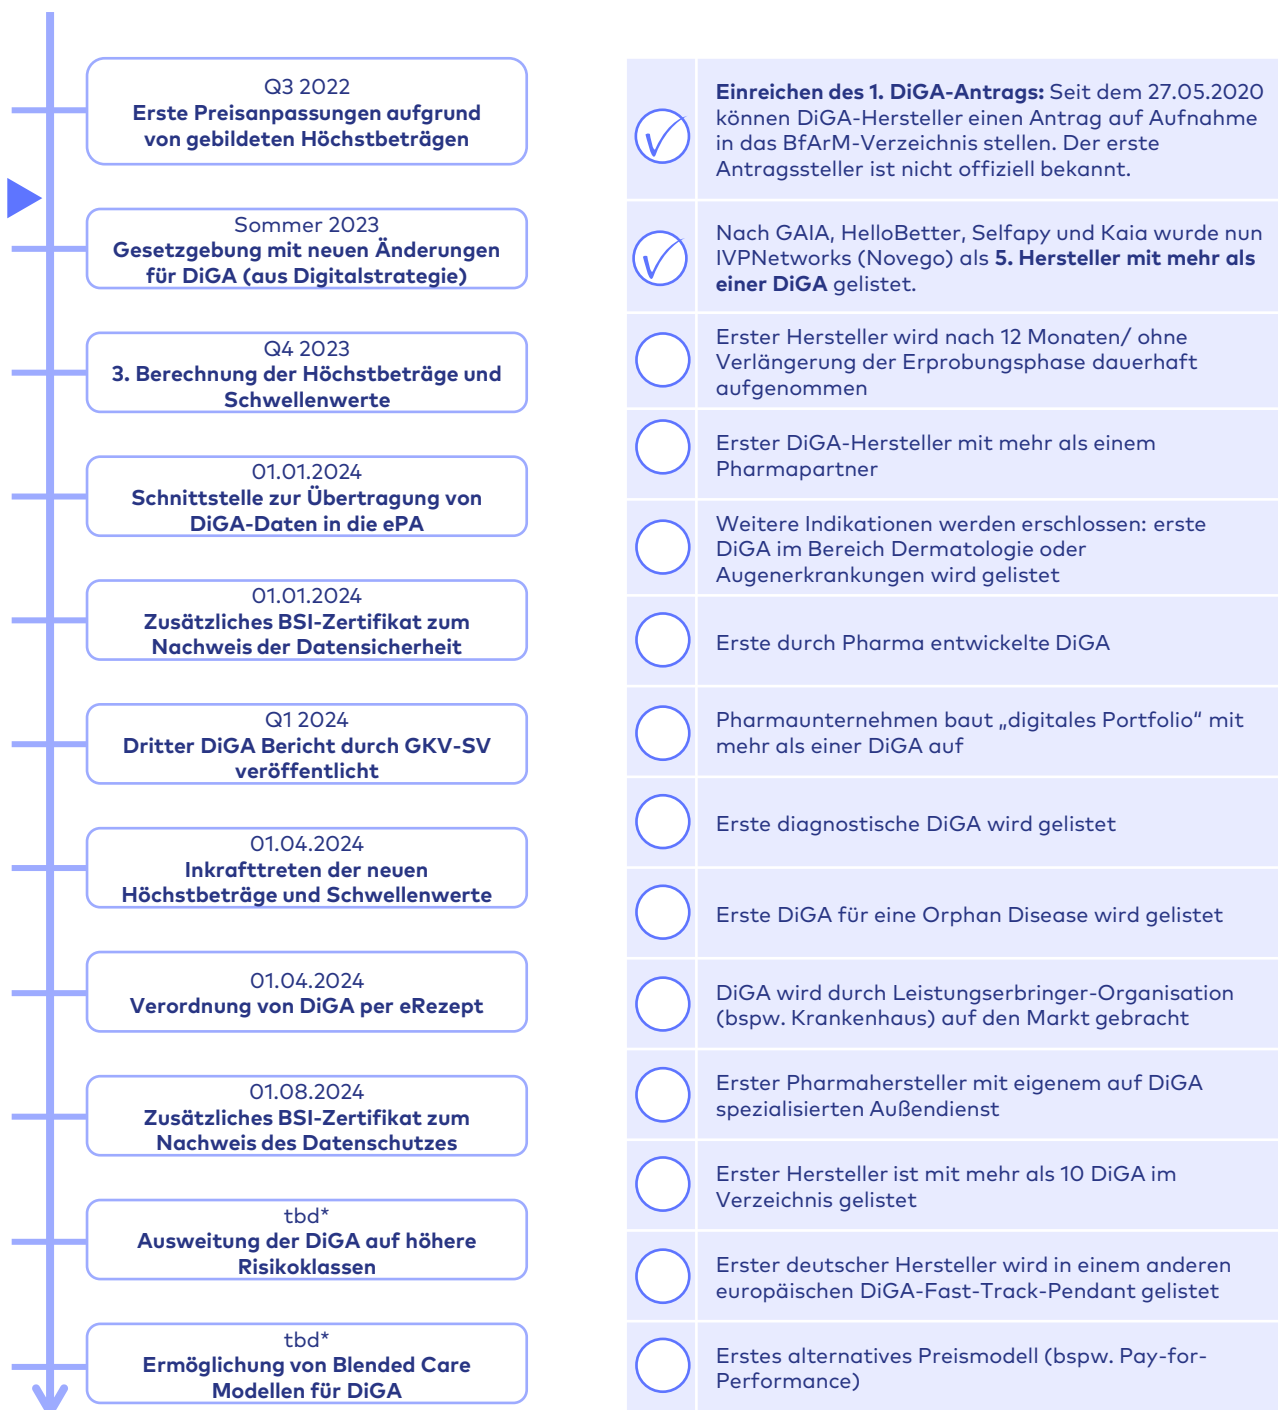 Q3 2022
Erste Preisanpassungen aufgrund
von gebildeten Höchstbeträgen
Sommer 2023
Gesetzgebung mit neuen Änderungen
für DiGA (aus Digitalstrategie)
Q4 2023
3. Berechnung der Höchstbeträge und
Schwellenwerte
01.01.2024
Schnittstelle zur Übertragung von
DiGA-Daten in die ePA
01.01.2024
Zusätzliches BSI-Zertifikat zum
Nachweis der Datensicherheit
Q1 2024
Dritter DiGA Bericht durch GKV-SV
veröffentlicht
01.04.2024
Inkrafttreten der neuen
Höchstbeträge und Schwellenwerte
01.04.2024
Verordnung von DiGA per eRezept
01.08.2024
Zusätzliches BSI-Zertifikat zum
Nachweis des Datenschutzes
tbd*
Ausweitung der DiGA auf höhere
Risikoklassen
tbd*
Ermöglichung von Blended Care
Modellen für DiGA
Einreichen des 1. DiGA-Antrags: Seit dem 27.05.2020
können DiGA-Hersteller einen Antrag auf Aufnahme
in das BfArM-Verzeichnis stellen. Der erste
Antragssteller ist nicht offiziell bekannt.
Nach GAIA, HelloBetter, Selfapy und Kaia wurde nun
IVPNetworks (Novego) als 5. Hersteller mit mehr als
einer DiGA gelistet.
Erster Hersteller wird nach 12 Monaten/ ohne
Verlängerung der Erprobungsphase dauerhaft
aufgenommen
Erster DiGA-Hersteller mit mehr als einem
Pharmapartner
Weitere Indikationen werden erschlossen: erste
DiGA im Bereich Dermatologie oder
Augenerkrankungen wird gelistet
Erste durch Pharma entwickelte DiGA
Pharmaunternehmen baut „digitales Portfolio“ mit
mehr als einer DiGA auf
Erste diagnostische DiGA wird gelistet
Erste DiGA für eine Orphan Disease wird gelistet
DiGA wird durch Leistungserbringer-Organisation
(bspw. Krankenhaus) auf den Markt gebracht
Erster Pharmahersteller mit eigenem auf DiGA
spezialisierten Außendienst
Erster Hersteller ist mit mehr als 10 DiGA im
Verzeichnis gelistet
Erster deutscher Hersteller wird in einem anderen
europäischen DiGA-Fast-Track-Pendant gelistet
Erstes alternatives Preismodell (bspw. Pay-for-
Performance)